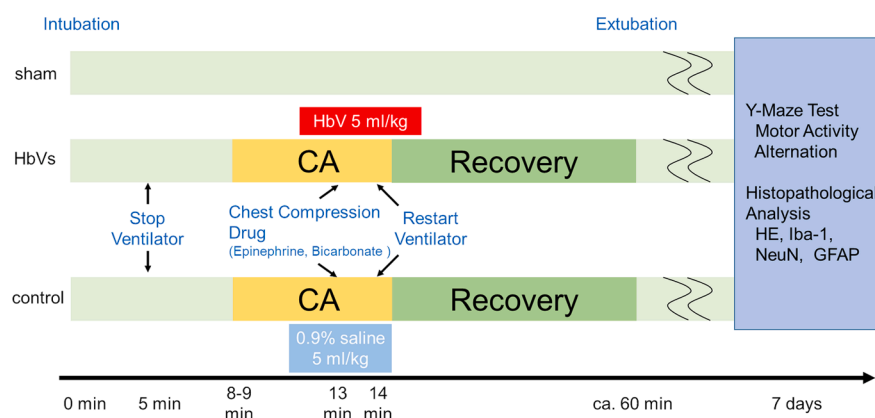 Intubation
Extubation
sham
HbV 5 ml/kg
HbVs
CA
Recovery
Y-Maze Test
Motor Activity
Alternation
Histopathological
Analysis
HE, Iba-1,
NeuN, GFAP
Stop
Ventilator
Chest Compression
Drug
(Epinephrine, Bicarbonate )
Restart
Ventilator
control
CA
Recovery
0.9% saline
5 ml/kg
0 min
5 min
8-9
min
13
min
14
min
ca. 60 min
7 days